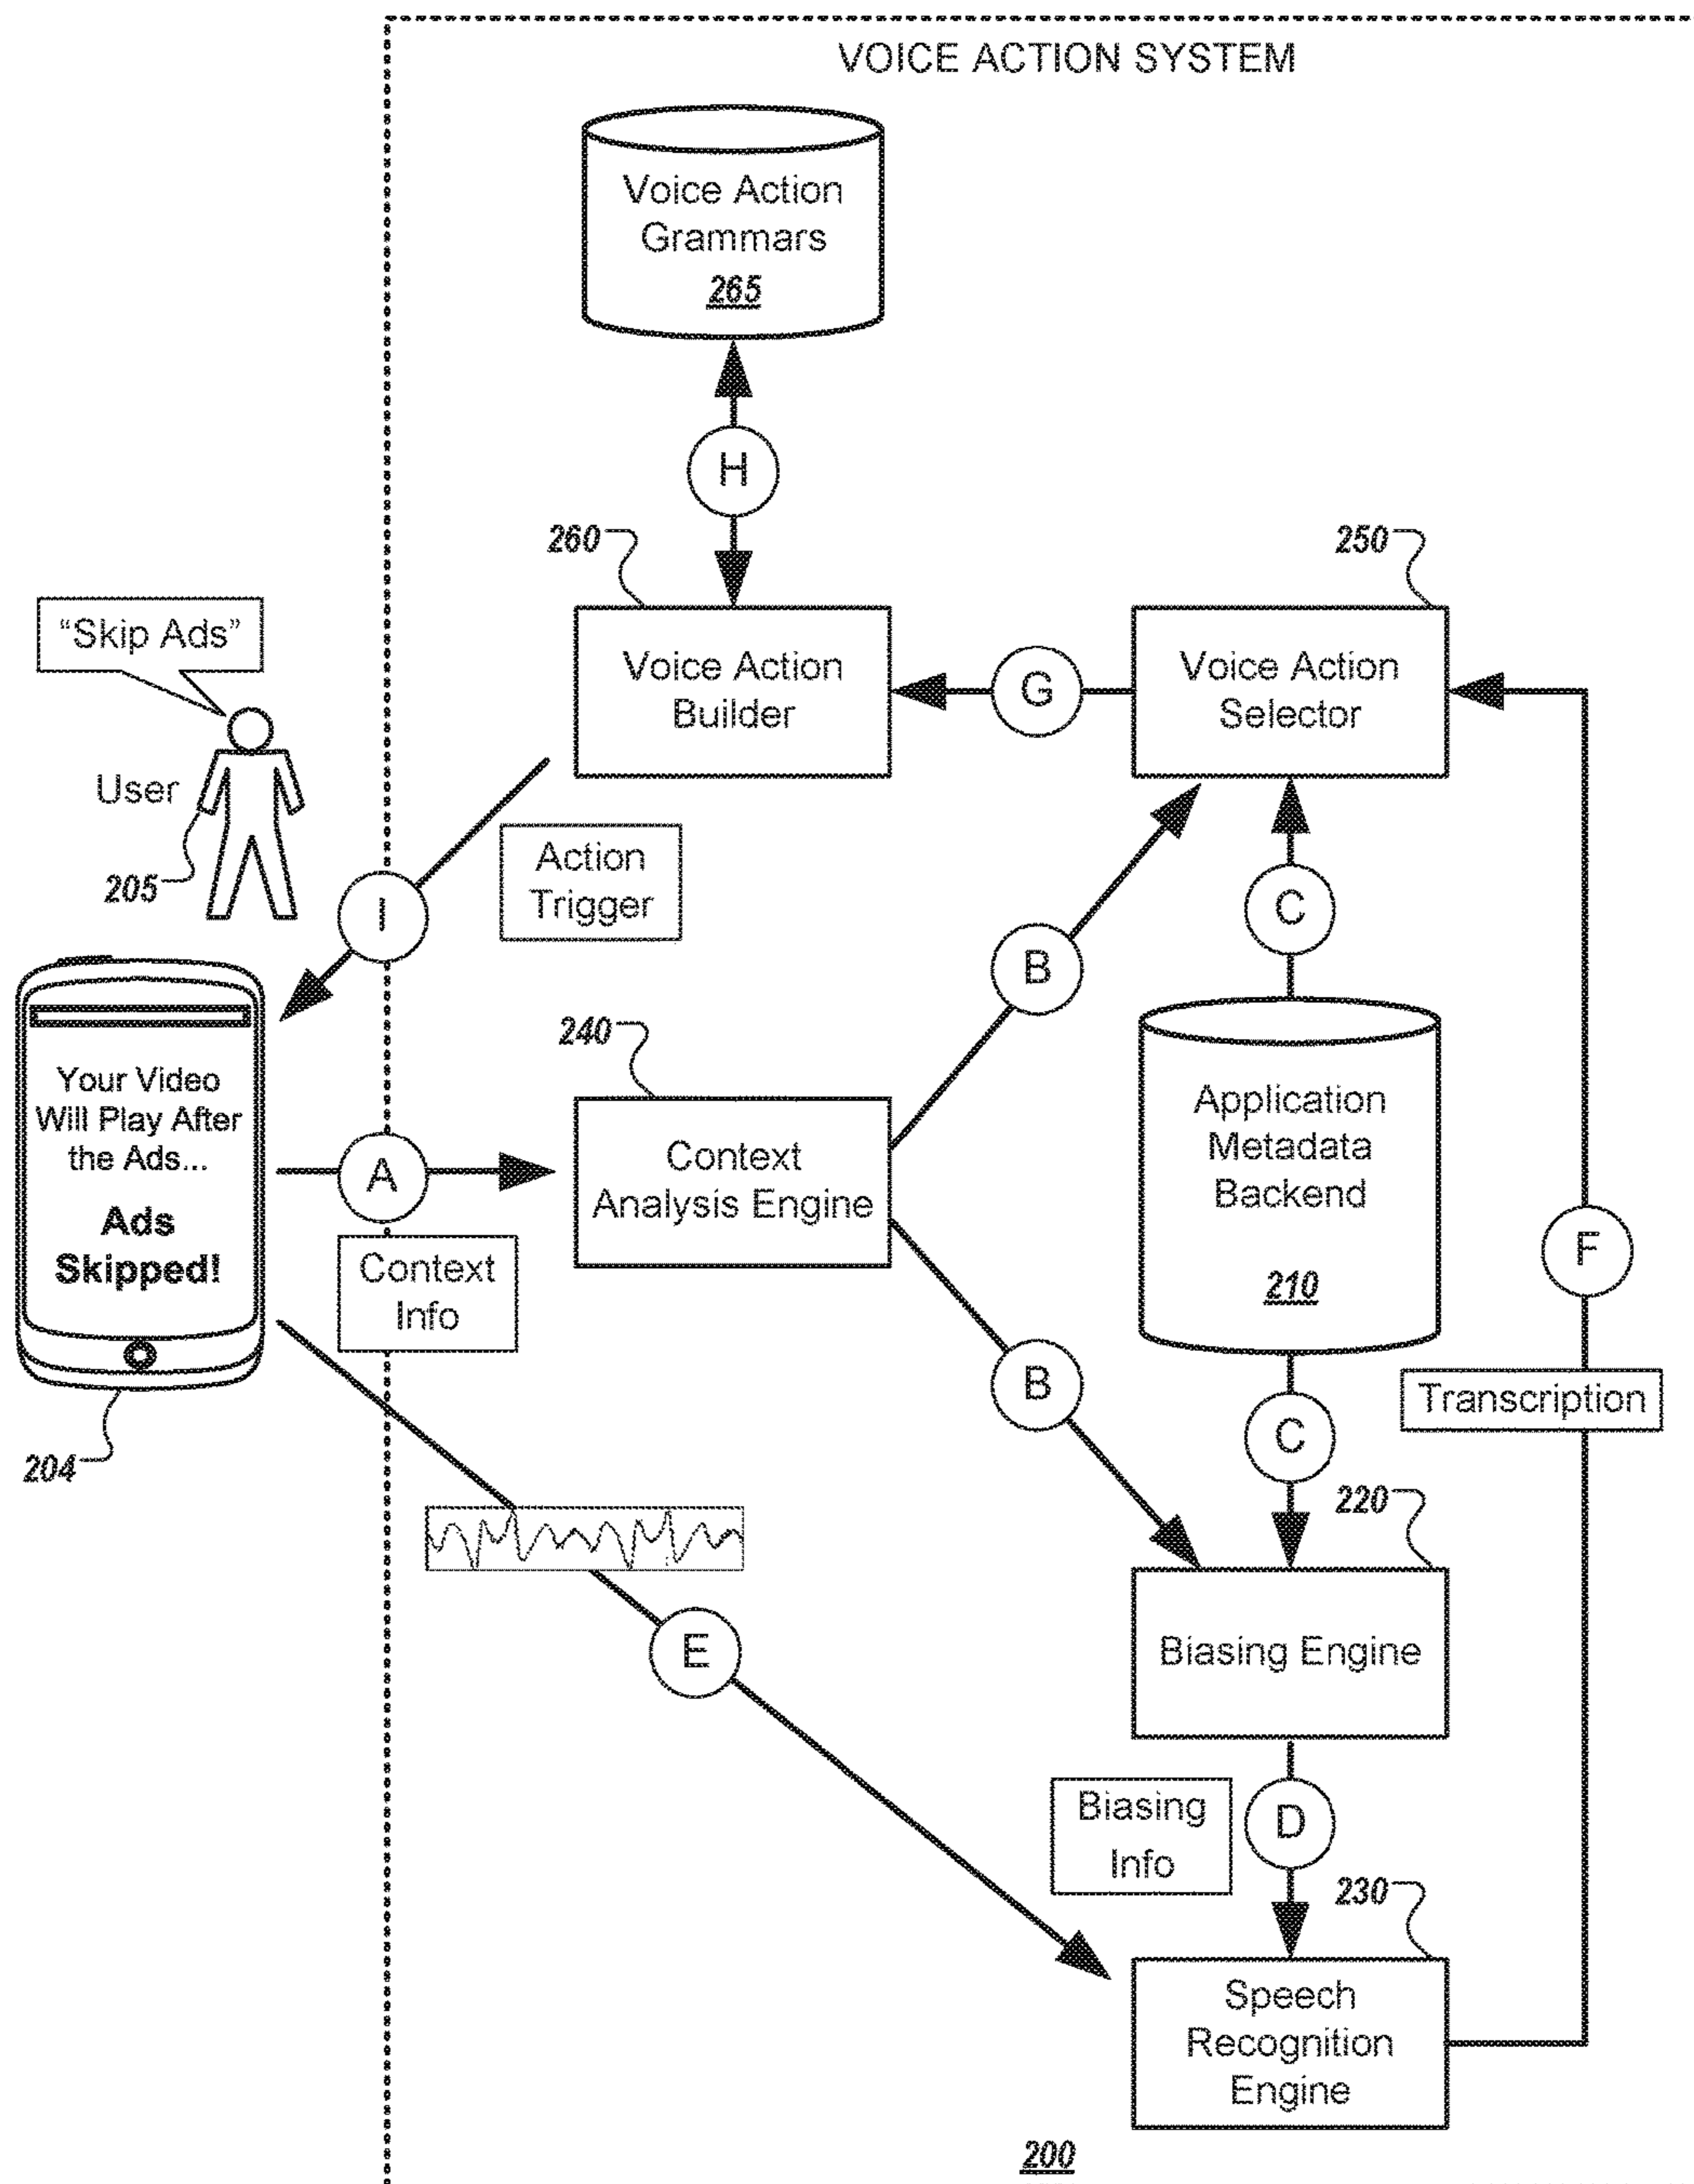 VOICE ACTION SYSTEM
Voice Action
Grammars
265
H
260
250
"Skip Ads"
Voice Action
Builder
G
Voice Action
Selector
User
205
Action
Trigger
I
C
B
240
Your Video
Will Play After
the Ads...
Ads
Skipped!
A
Context
Info
Context
Analysis Engine
Application
Metadata
Backend
210
F
B
Transcription
C
204
220
E
Biasing Engine
Biasing
Info
D
230
Speech
Recognition
Engine
200